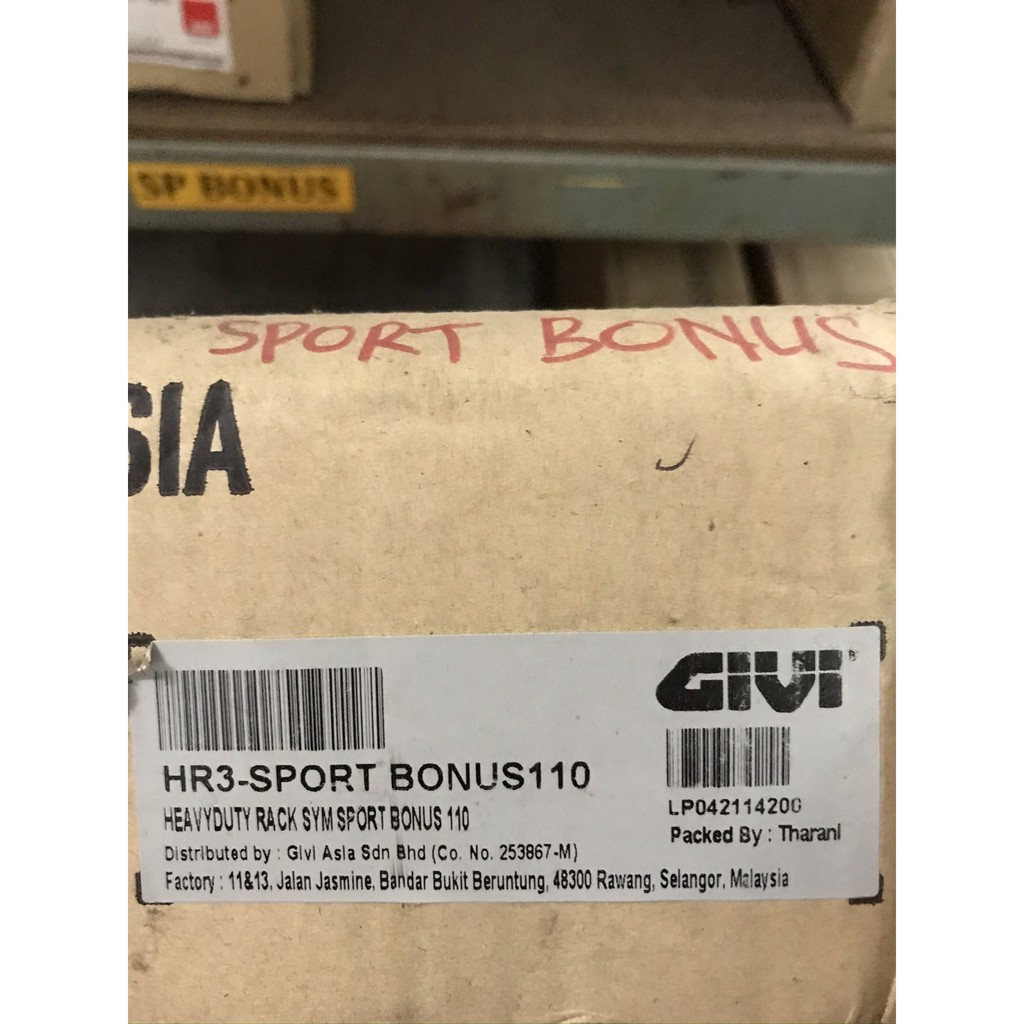 SP BONUS
SPORT BONUS
SIA
GIVI
HR3-SPORT BONUS110
HEAVYDUTY RACK SYM SPORT BONUS 110
LP042114200
Packed By : Tharani
Distributed by : Givi Asia Sdn Bhd (Co. No. 253867-M)
Factory : 11&13, Jalan Jasmine, Bandar Bukit Beruntung, 48300 Rawang, Selangor, Malaysia